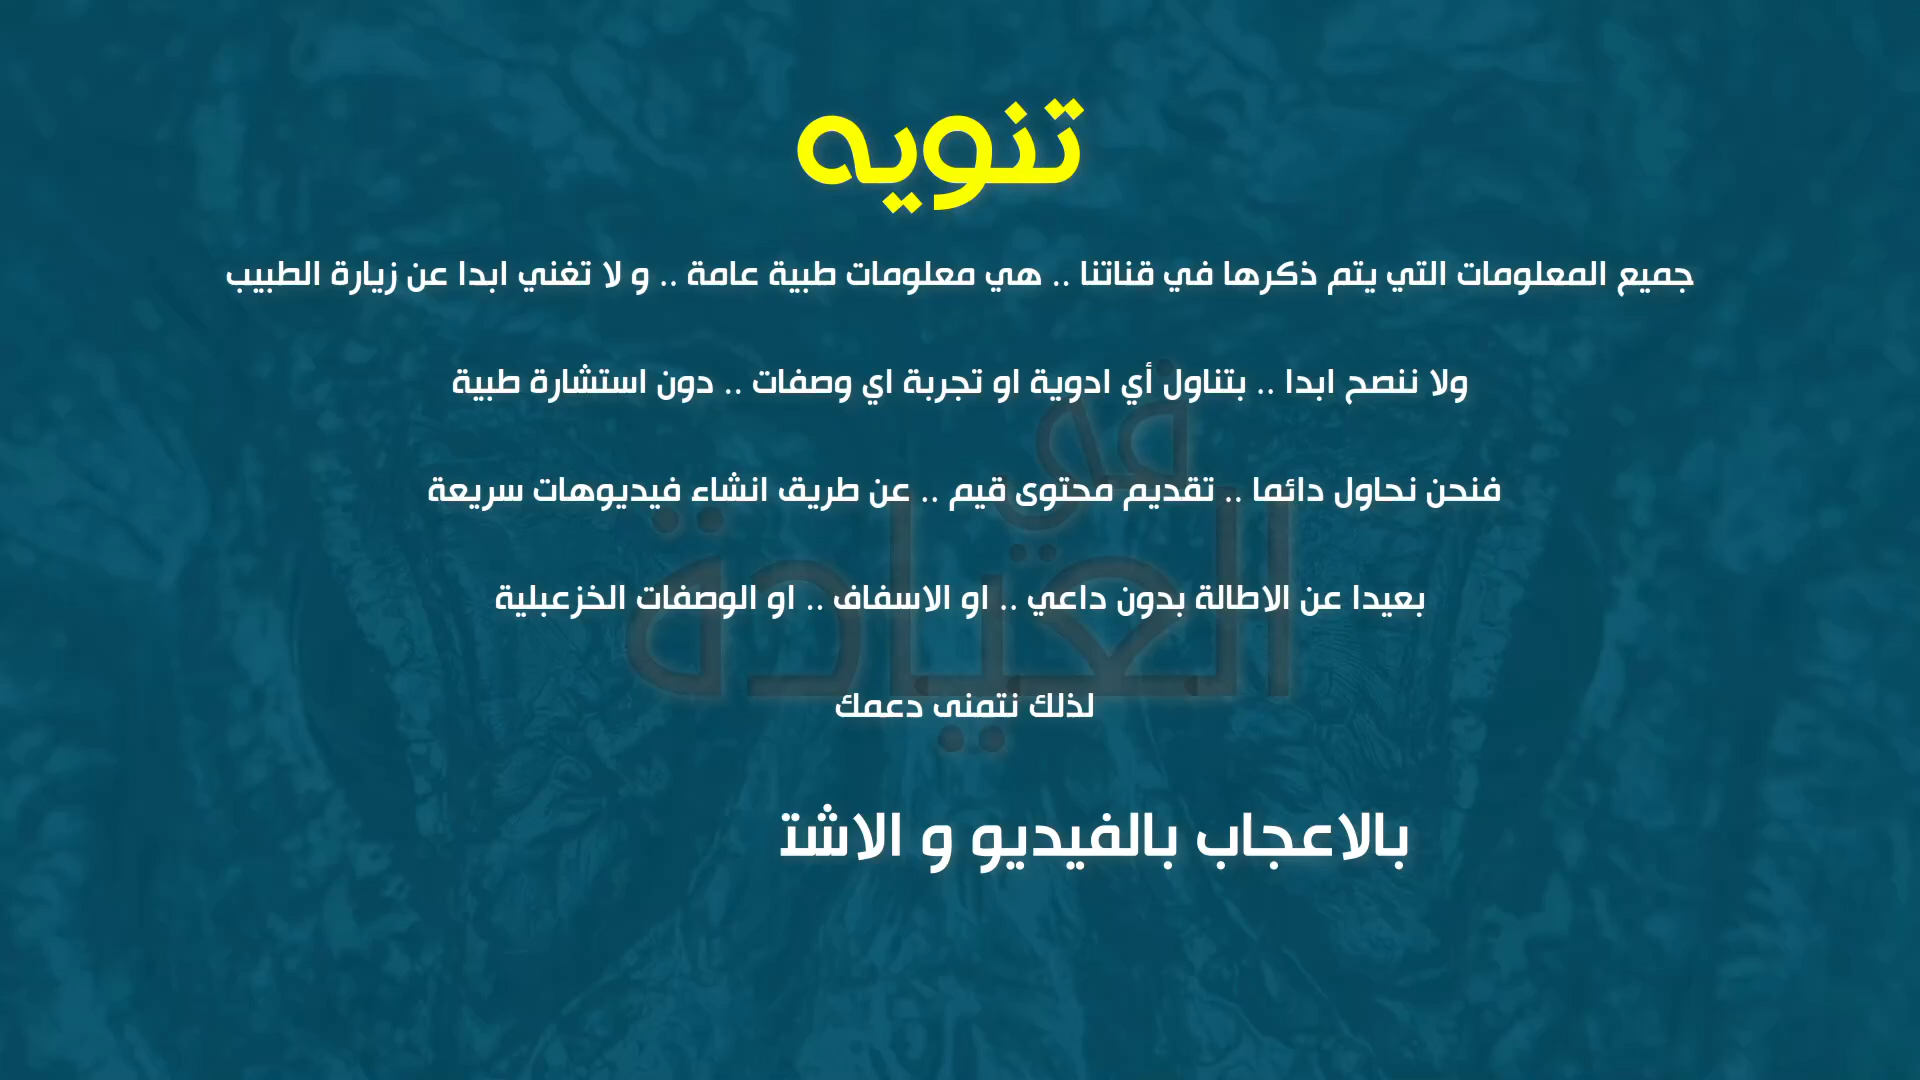 تنويه
جميع المعلومات التي يتم ذكرها في قناتنا .. هي معلومات طبية عامة .. و لا تغني ابدا عن زيارة الطبيب
ولا ننصح ابدا .. بتناول أي ادوية او تجربة اي وصفات .. دون استشارة طبية
فنحن نحاول دائما .. تقديم محتوى قيم .. عن طريق انشاء فيديوهات سريعة
في
العيادة
بعيدا عن الاطالة بدون داعي .. او الاسفاف .. او الوصفات الخزعبلية
لذلك نتمنى دعمك
بالاعجاب بالفيديو و الاشت